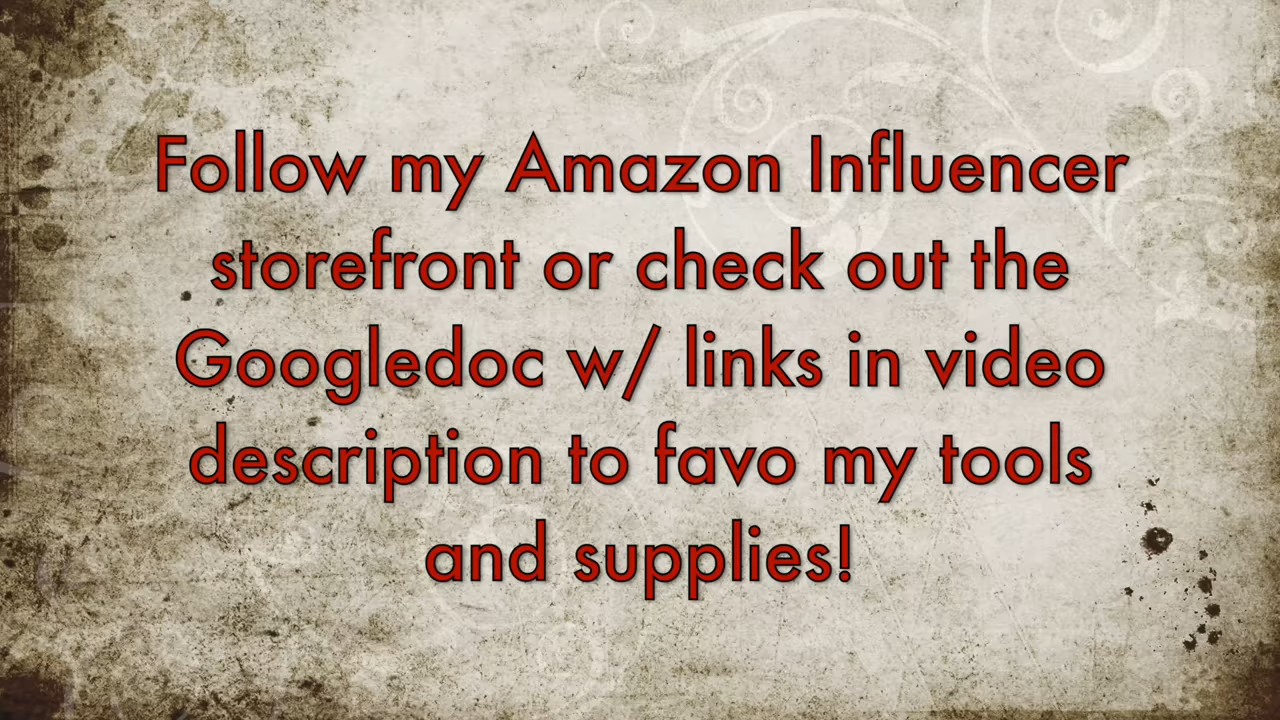 Follow my Amazon Influencer
storefront or check out the
Googledoc w/ links in video
description to favo my tools
and supplies!